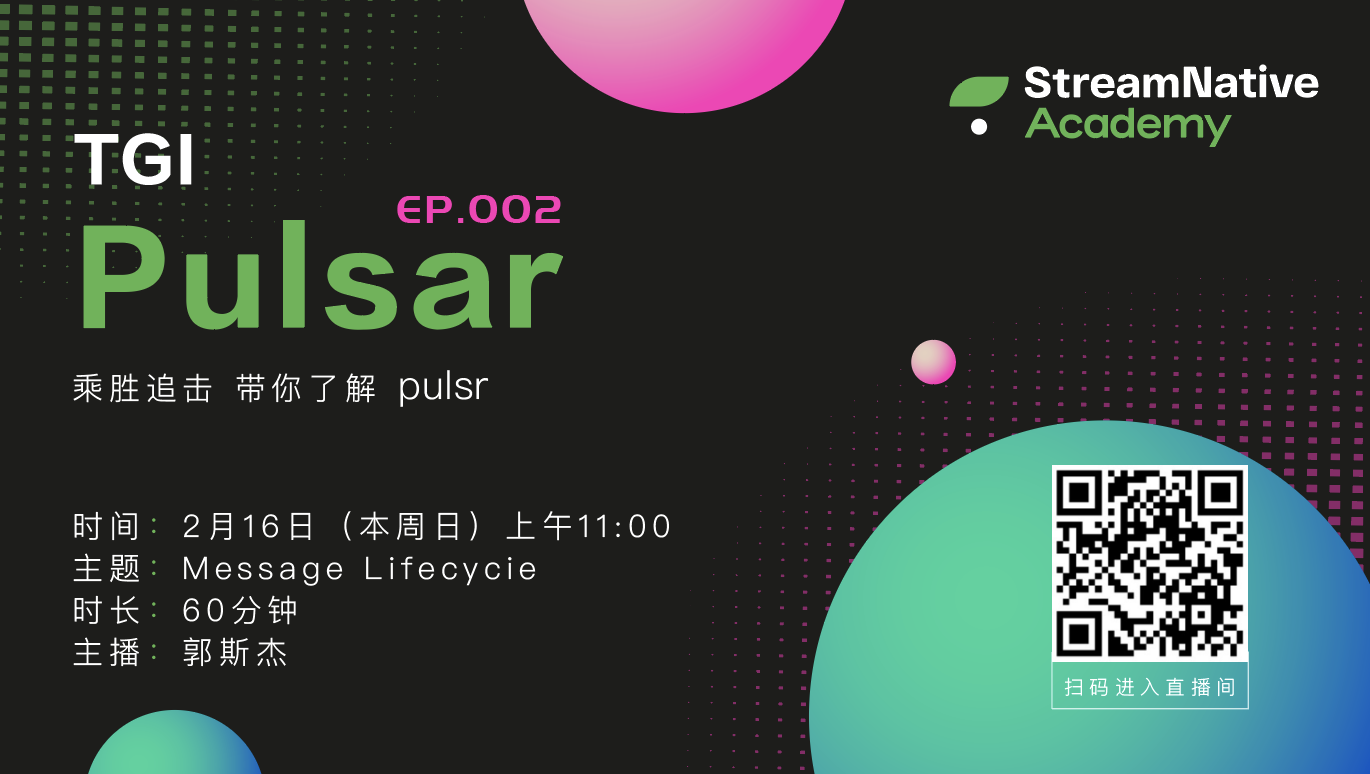 StreamNative
Academy
TGI
EP.002
Pulsar
乘胜追击 带你了解 pulsr
时间：2月16日（本周日）上午11:00
主题：Message Lifecycie
时长：60分钟
主播：郭斯杰
扫码进入直播间